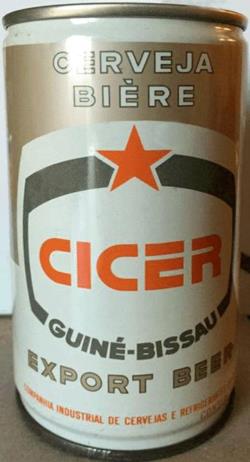 CERVEJA
BIÈRE
CICER
GUINÉ-BISSAU
EXPORT BEER
COMPANHIA INDUSTRIAL DE CERVEJAS E REFRIGERANTES